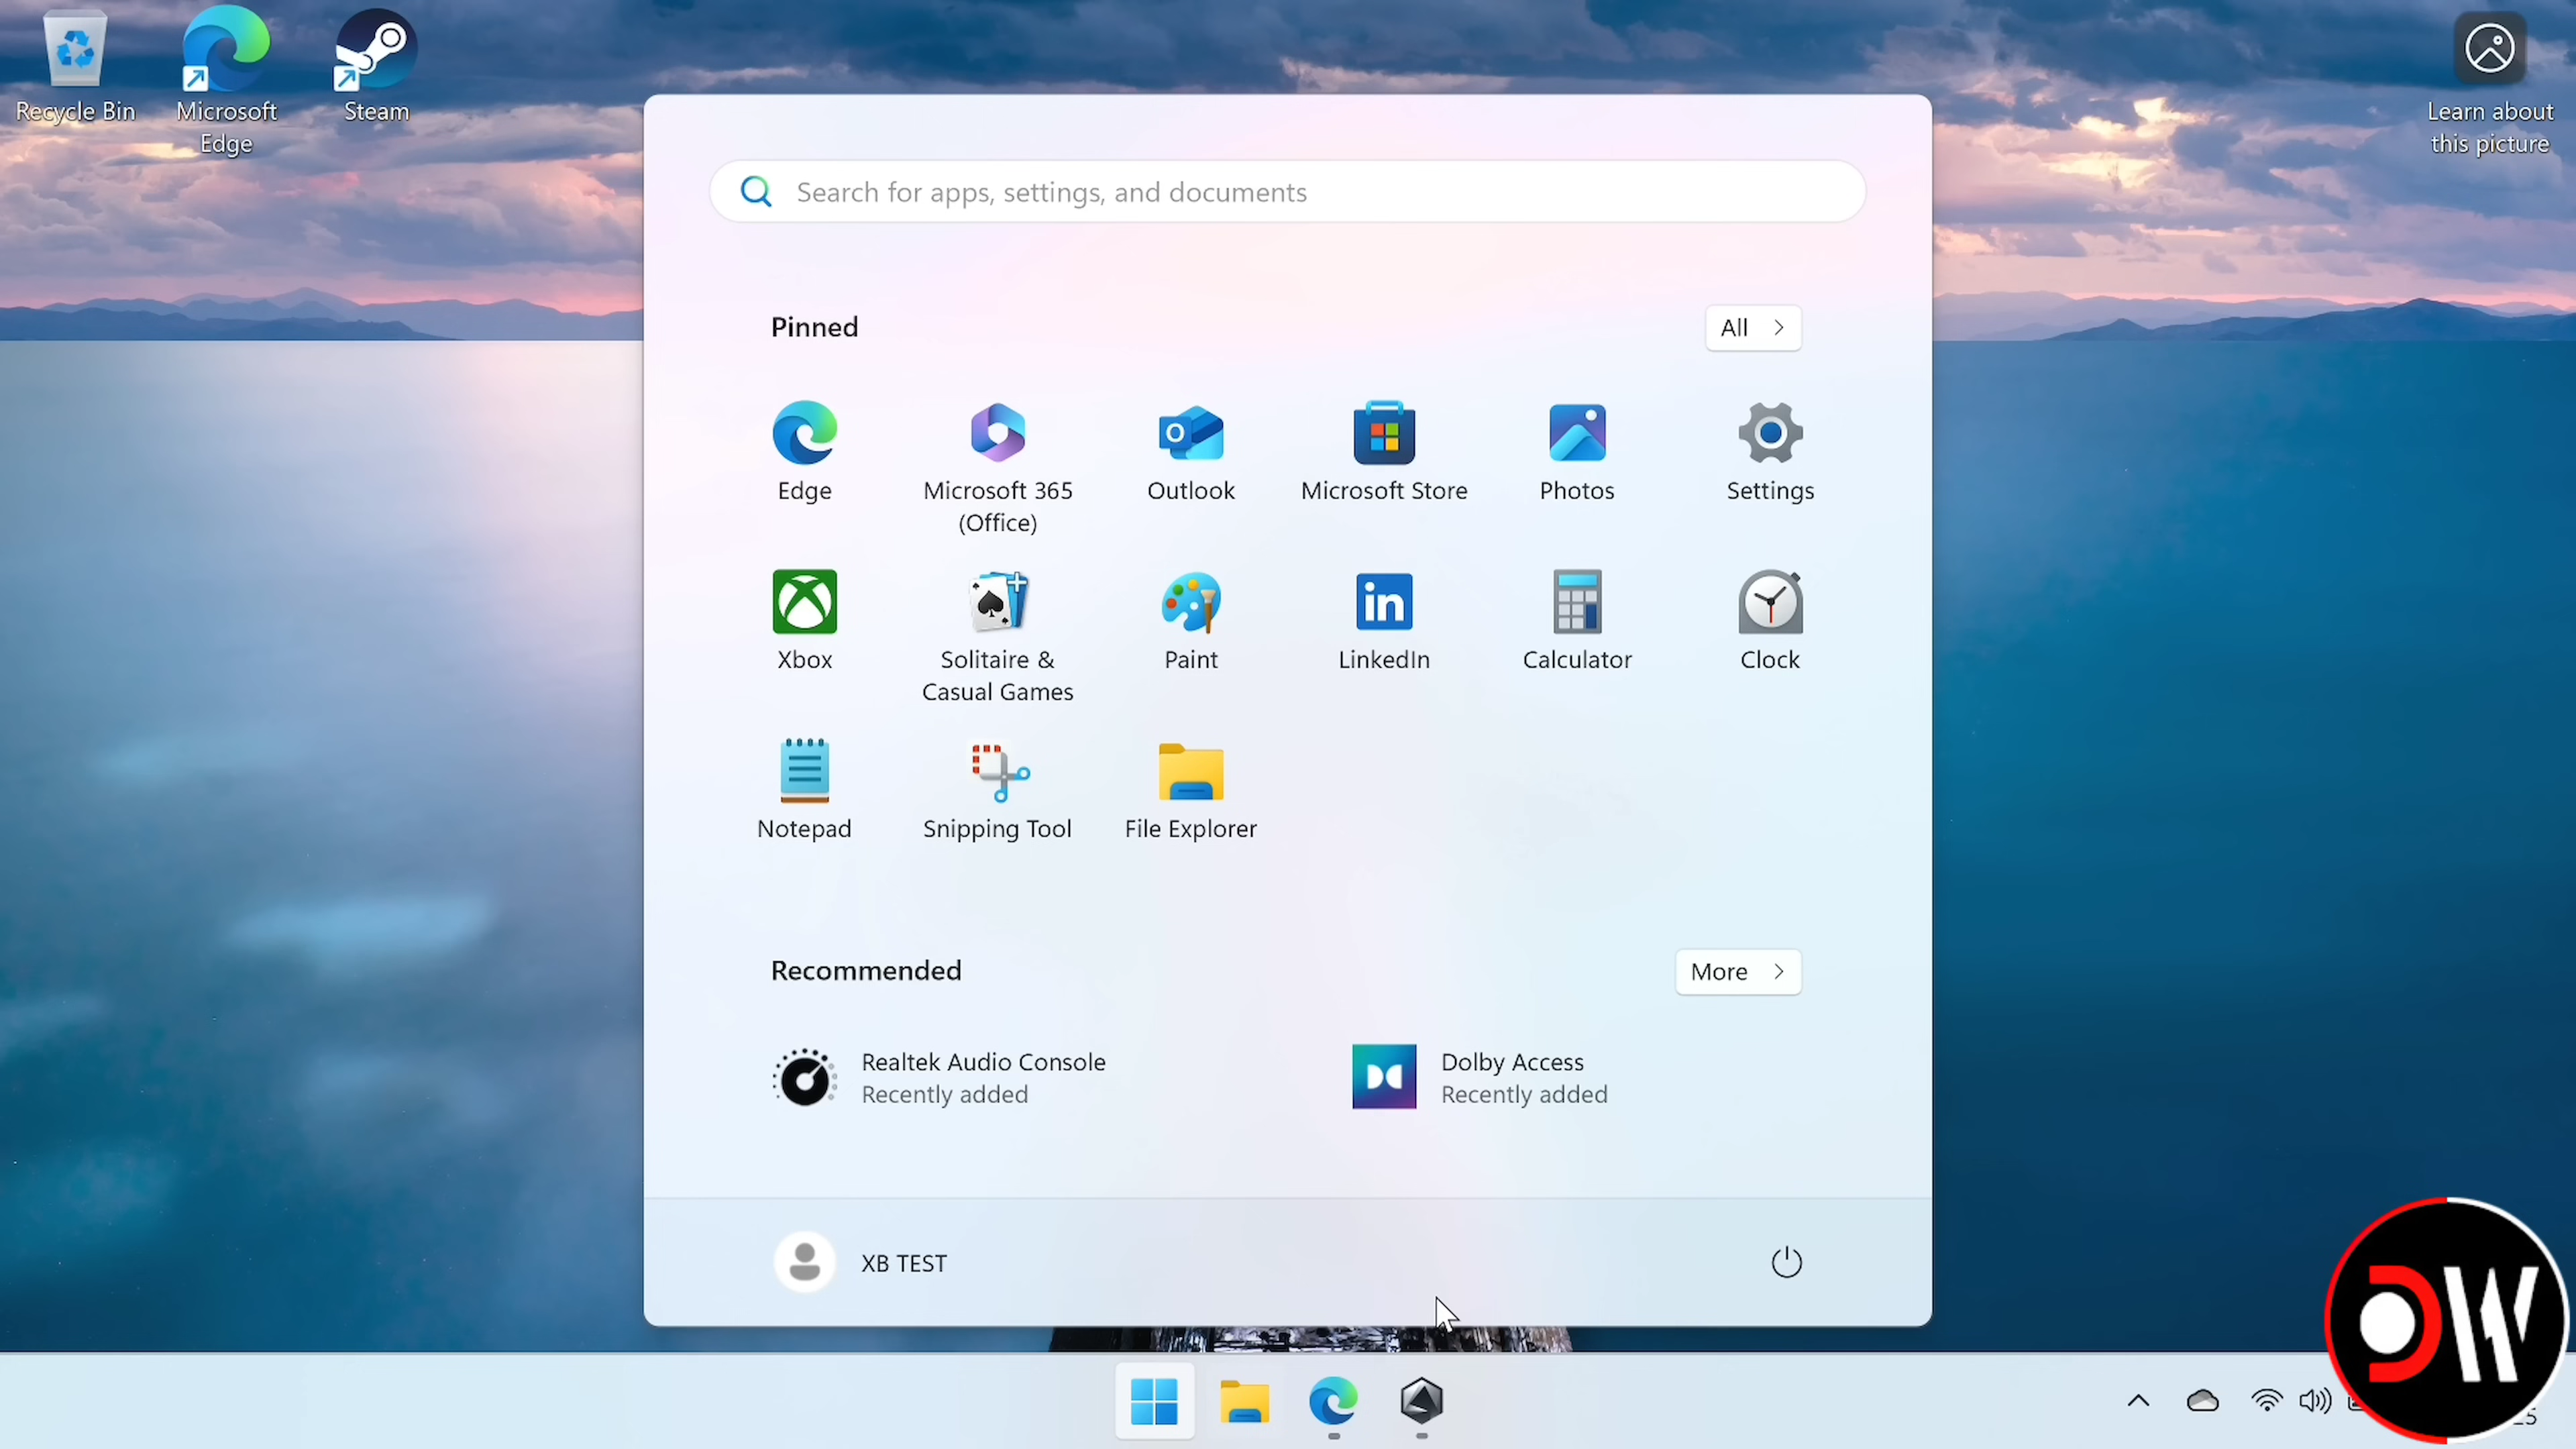 Recycle Bin
Microsoft
Edge
Steam
Learn about
this picture
Search for apps, settings, and documents
Pinned
All
Edge
Microsoft 365
(Office)
Outlook
Microsoft Store
Photos
Settings
Xbox
Solitaire &
Casual Games
Paint
LinkedIn
Calculator
Clock
Notepad
Snipping Tool
File Explorer
Recommended
More
Realtek Audio Console
Recently added
Dolby Access
Recently added
XB TEST
DW